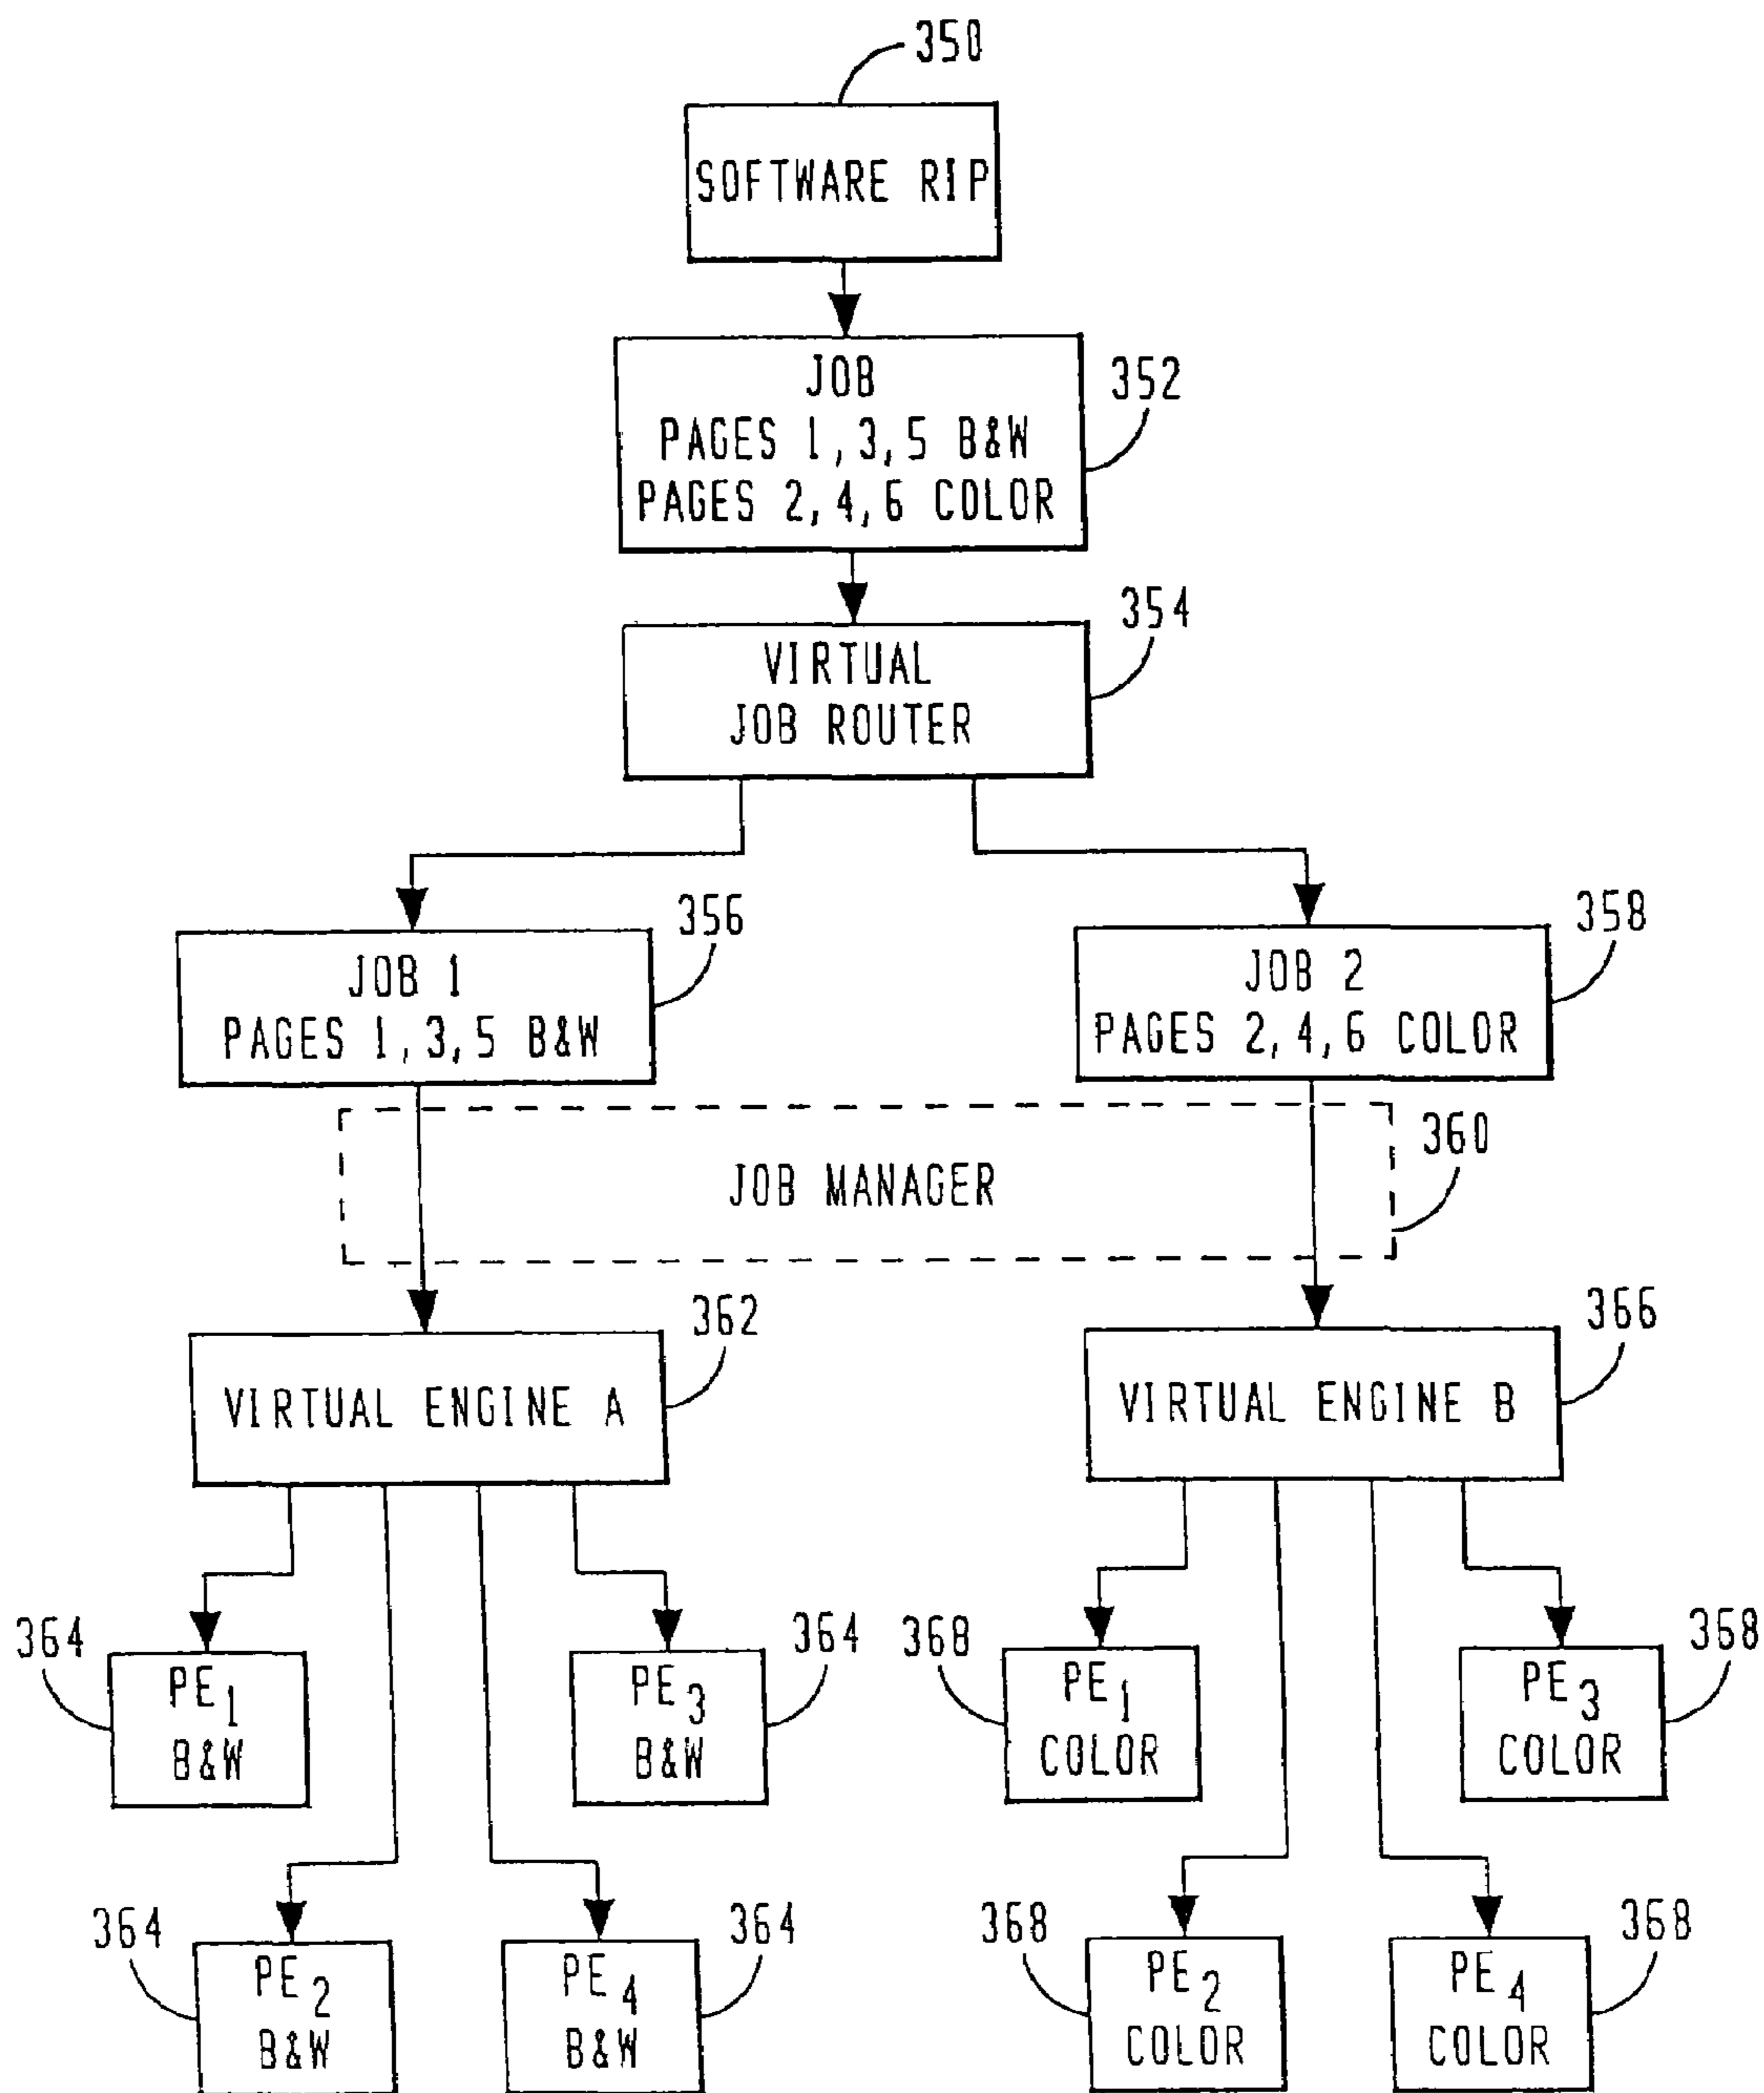 350
SOFTWARE RIP
JOB
PAGES 1,3,5 B&W
PAGES 2,4,6 COLOR
352
VIRTUAL
JOB ROUTER
354
JOB 1
PAGES 1,3,5 B&W
356
JOB 2
PAGES 2,4,6 COLOR
358
JOB MANAGER
360
VIRTUAL ENGINE A
362
VIRTUAL ENGINE B
366
364
PE1
B&W
PE3
B&W
364
368
PE1
COLOR
PE3
COLOR
368
364
PE2
B&W
PE4
B&W
364
368
PE2
COLOR
PE4
COLOR
368